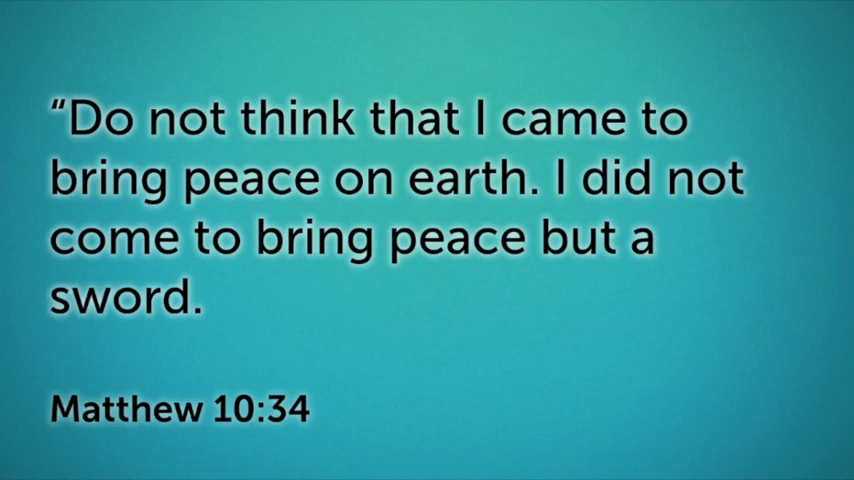 “Do not think that I came to
bring peace on earth. I did not
come to bring peace but a
sword.
Matthew 10:34